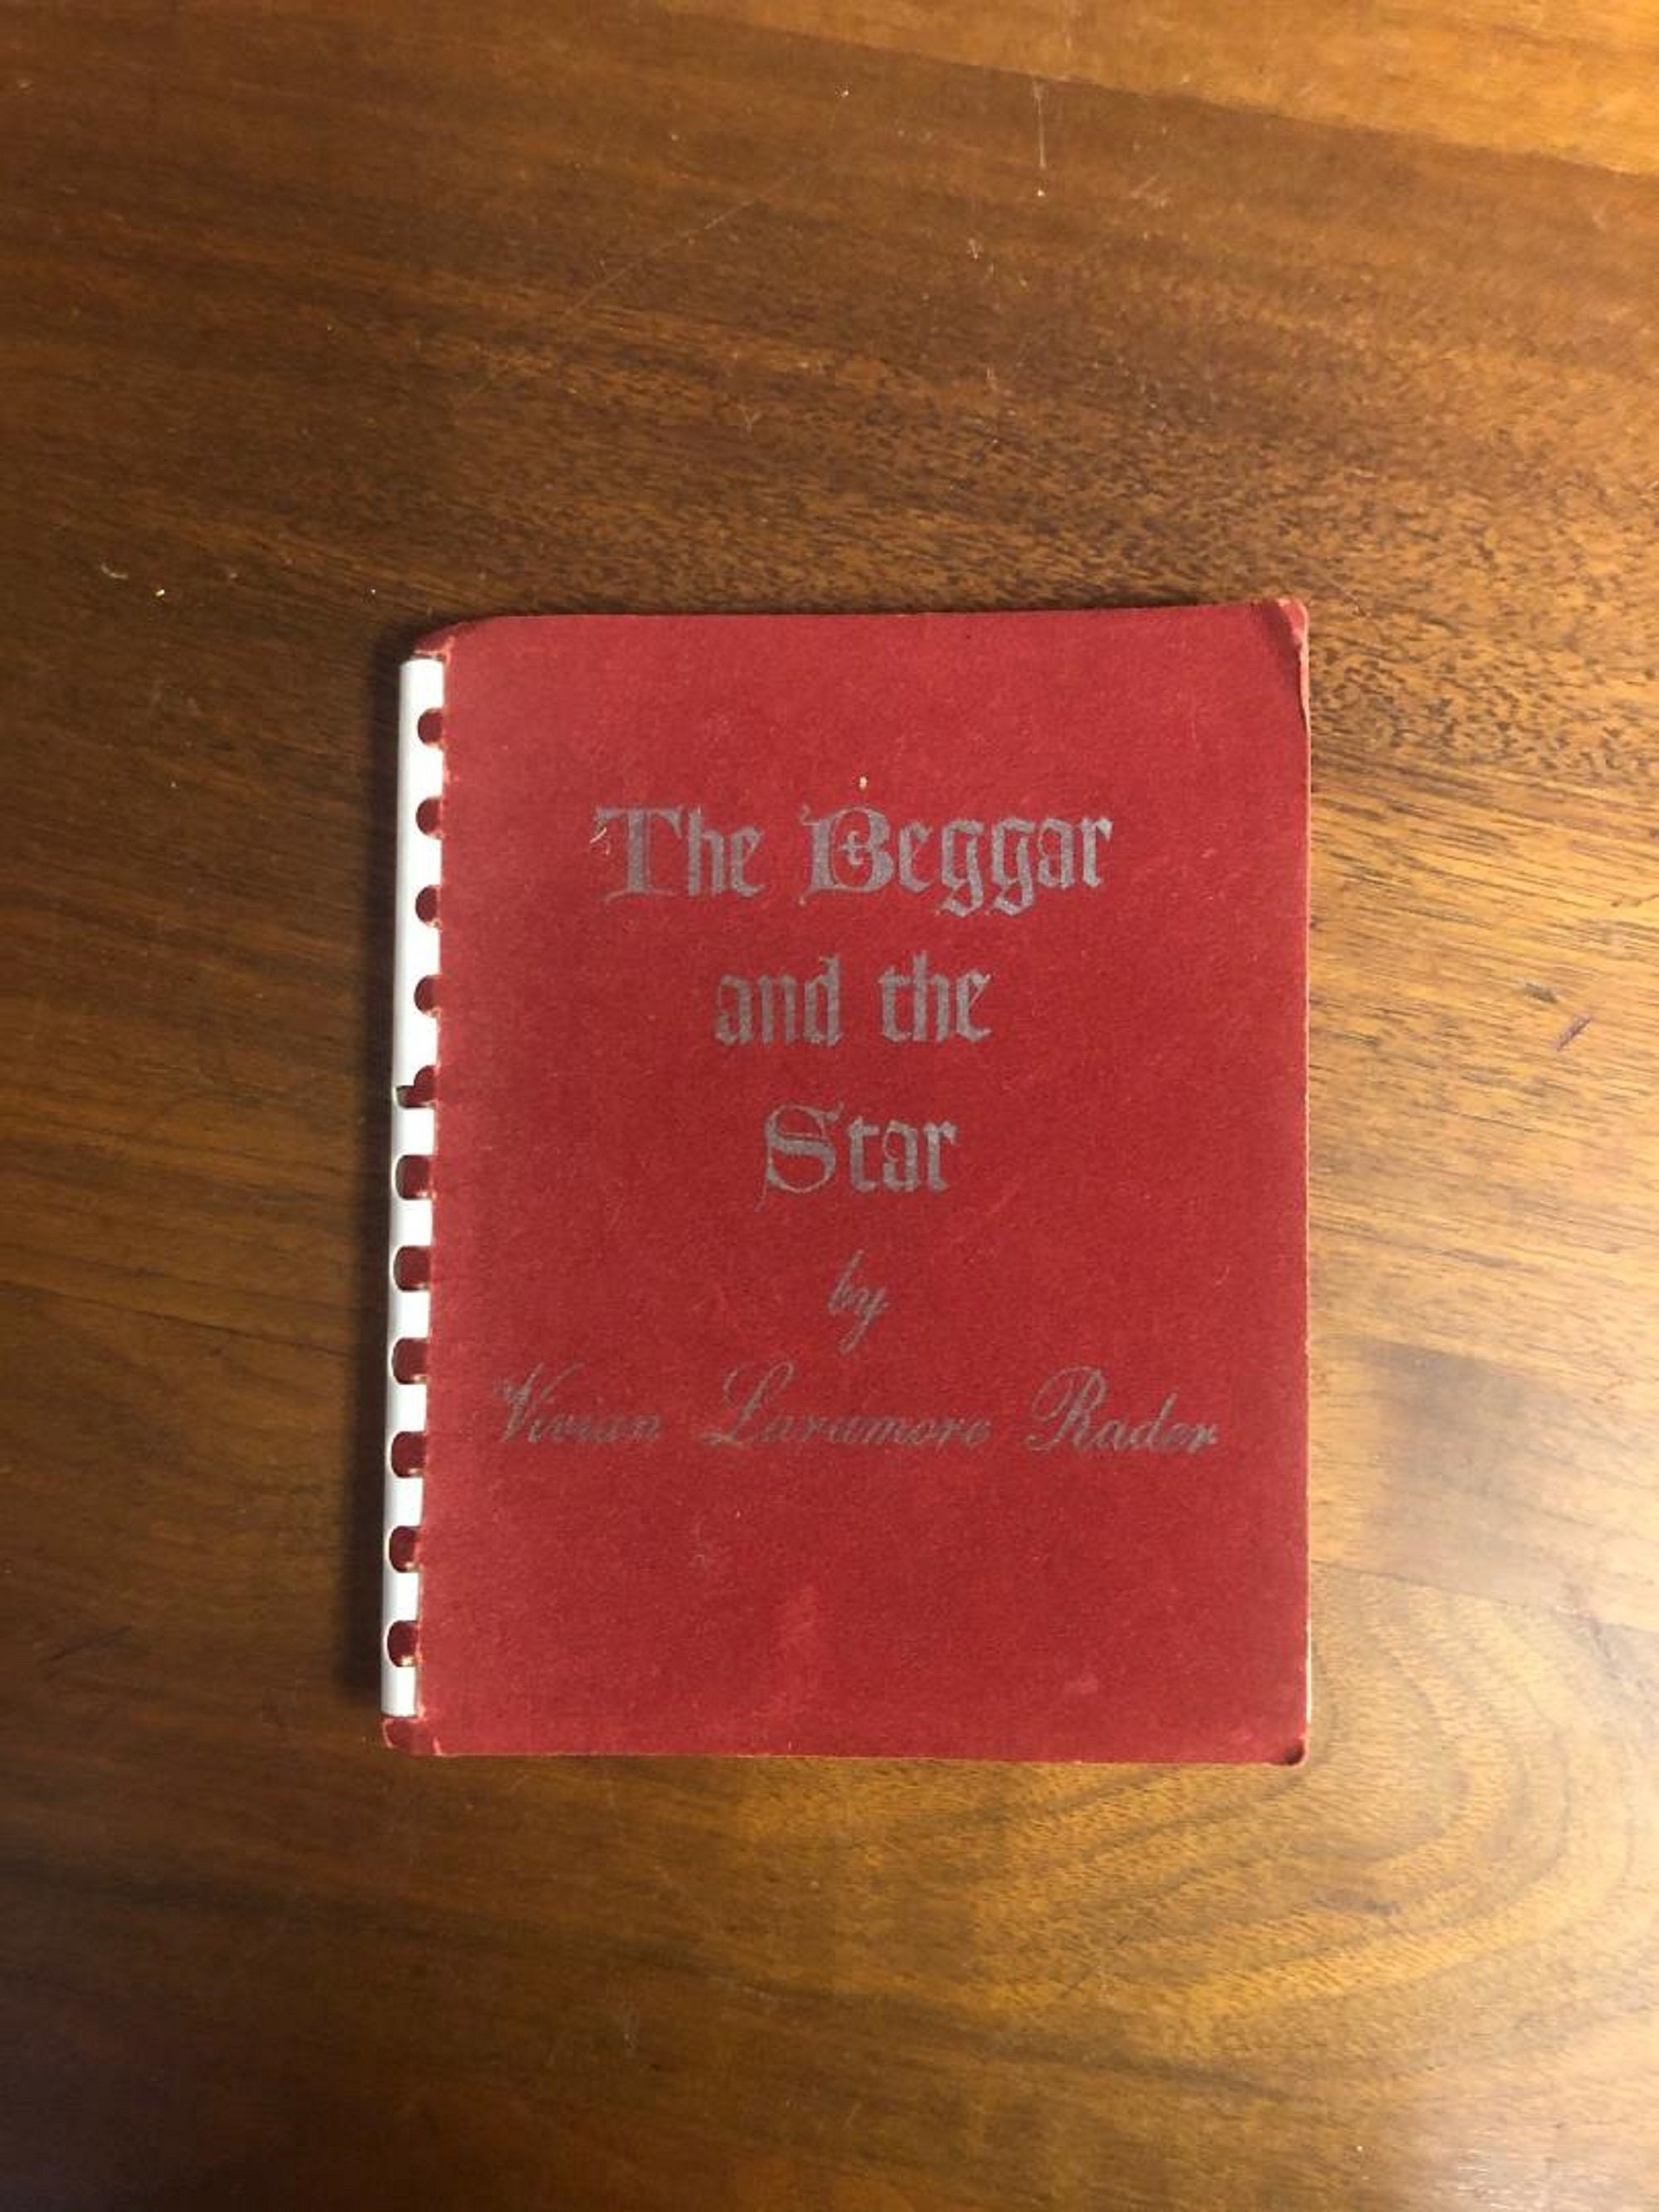 The Beggar
and the
Star
by
Vivian Laramore Rader